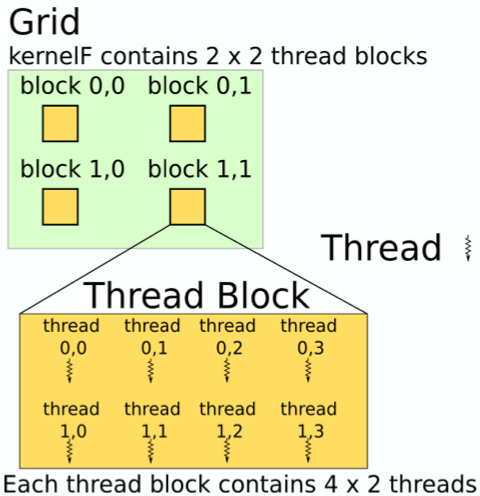 Grid
kernelF contains 2 x 2 thread blocks
block 0,0 block 0,1
block 1,0 block 1,1
Thread
Thread Block
thread thread thread thread
0,0 0,1 0,2 0,3
thread thread thread thread
1,0 1,1 1,2 1,3
Each thread block contains 4 x 2 threads